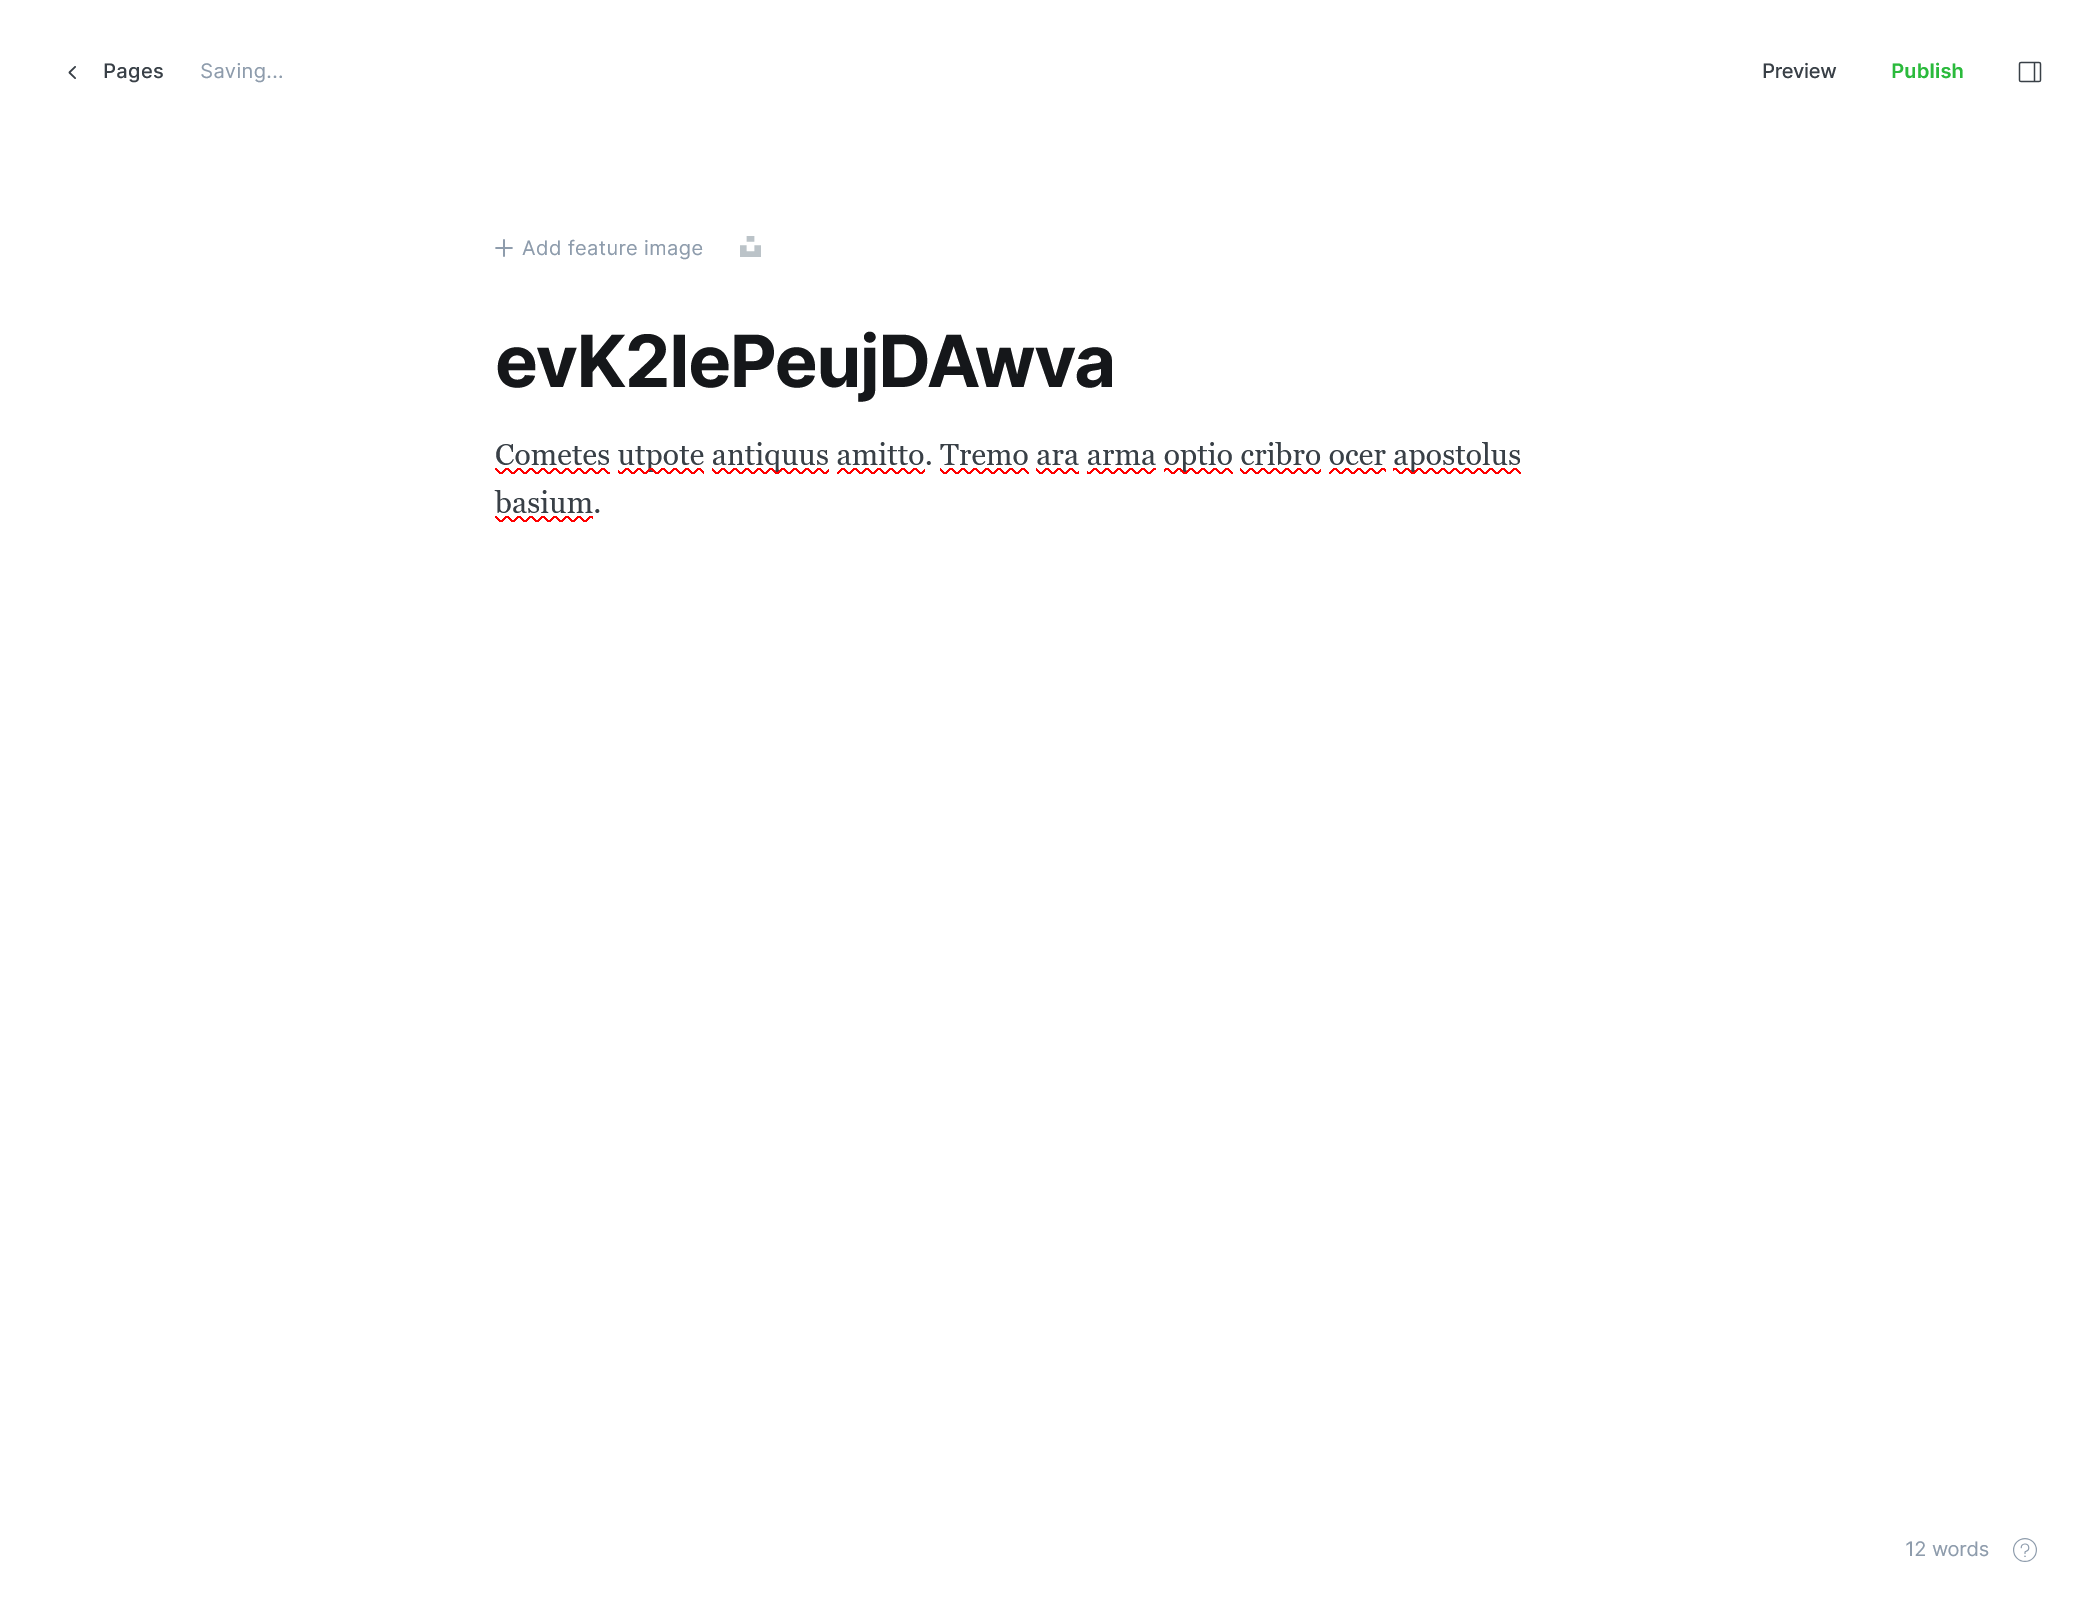 Pages Saving... Preview Publish
Add feature image
evK2IePeujDAwva
Cometes utpote antiquus amitto. Tremo ara arma optio cribro ocer apostolus
basium.
12 words ?